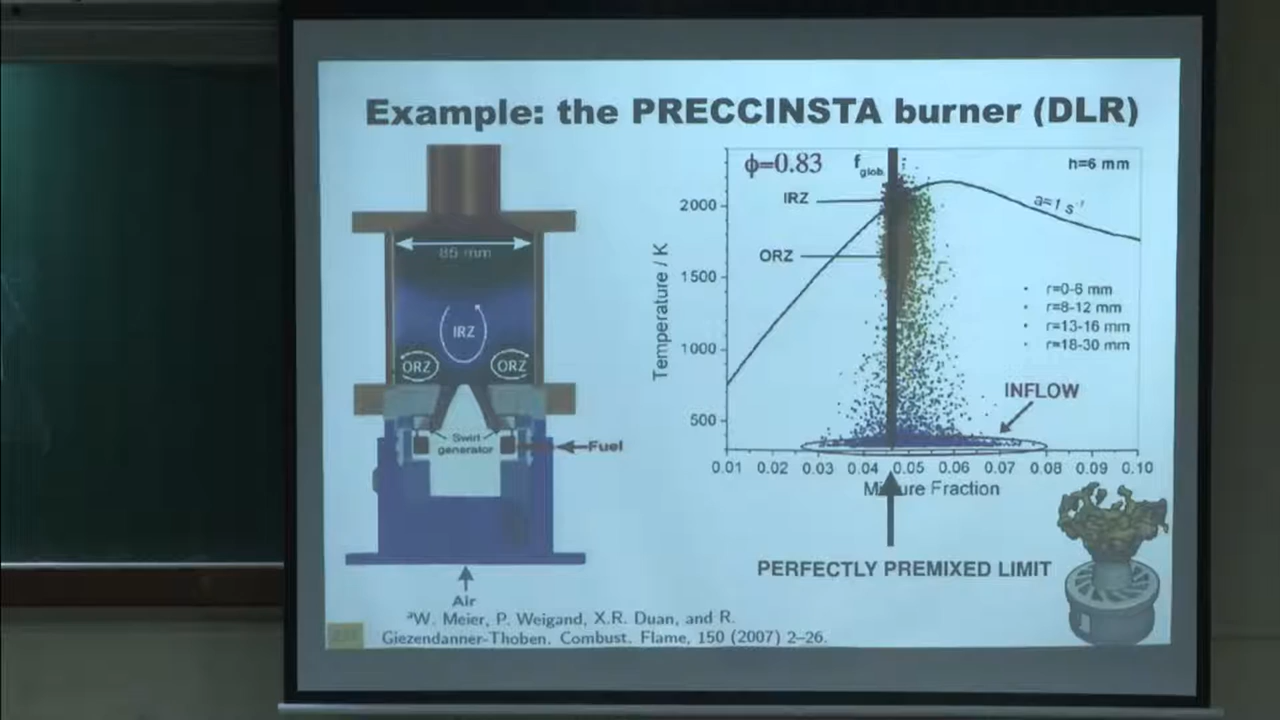 Example: the PRECCINSTA burner (DLR)
85 mm
IRZ
ORZ
ORZ
Swirl
generator
Fuel
Air
ϕ=0.83
f glob.
h=6 mm
IRZ
ORZ
a=1 s⁻¹
2000
1500
1000
500
Temperature / K
r=0-6 mm
r=8-12 mm
r=13-16 mm
r=18-30 mm
INFLOW
0.01 0.02 0.03 0.04 0.05 0.06 0.07 0.08 0.09 0.10
Mixture Fraction
PERFECTLY PREMIXED LIMIT
ᵃW. Meier, P. Weigand, X.R. Duan, and R.
Giezendanner-Thoben. Combust. Flame, 150 (2007) 2–26.